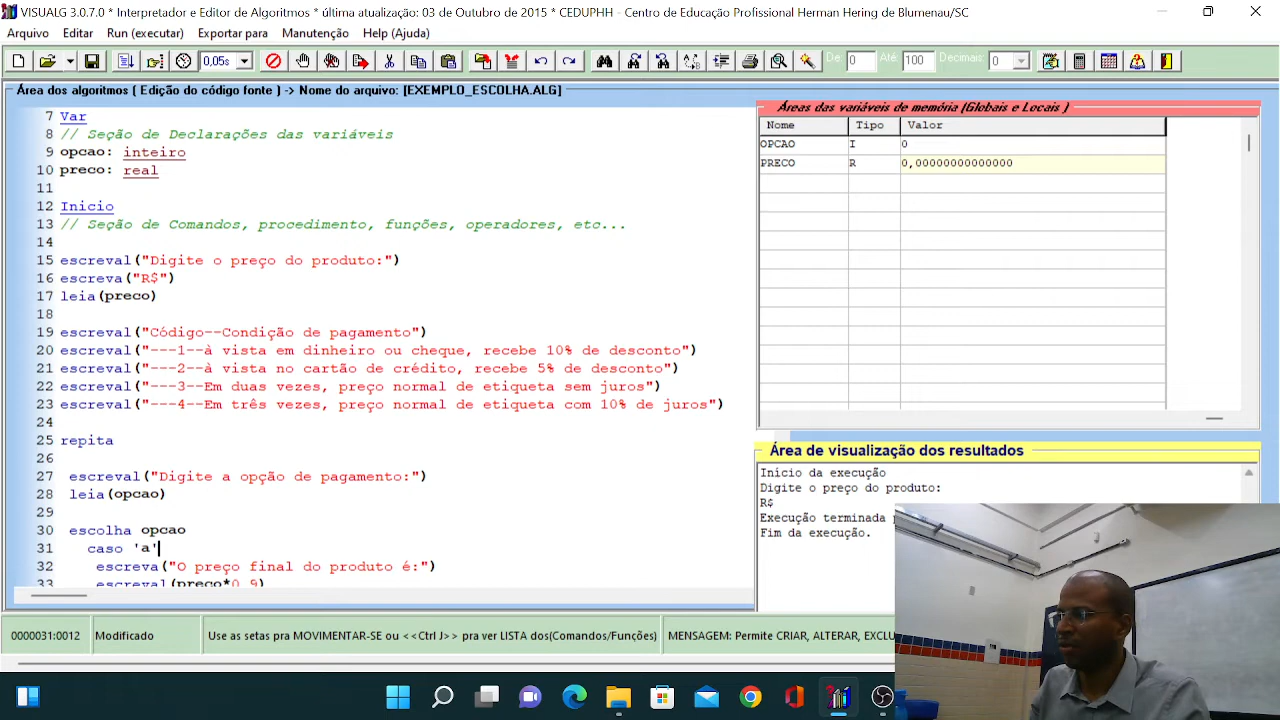 VISUALG 3.0.7.0 * Interpretador e Editor de Algoritmos * última atualização: 03 de Outubro de 2015 * CEDUPHH - Centro de Educação Profissional Herman Hering de Blumenau/SC
Arquivo Editar Run (executar) Exportar para Manutenção Help (Ajuda)
0,05s De: 0 Até: 100 Decimais: 0
Área dos algoritmos ( Edição do código fonte ) -> Nome do arquivo: [EXEMPLO_ESCOLHA.ALG]
7 Var
8 // Seção de Declarações das variáveis
9 opcao: inteiro
10 preco: real
11
12 Inicio
13 // Seção de Comandos, procedimento, funções, operadores, etc...
14
15 escreval("Digite o preço do produto:")
16 escreva("R$")
17 leia(preco)
18
19 escreval("Código--Condição de pagamento")
20 escreval("---1--à vista em dinheiro ou cheque, recebe 10% de desconto")
21 escreval("---2--à vista no cartão de crédito, recebe 5% de desconto")
22 escreval("---3--Em duas vezes, preço normal de etiqueta sem juros")
23 escreval("---4--Em três vezes, preço normal de etiqueta com 10% de juros")
24
25 repita
26
27 escreval("Digite a opção de pagamento:")
28 leia(opcao)
29
30 escolha opcao
31 caso 'a'
32 escreva("O preço final do produto é:")
33 escreval(preco*0.9)
Áreas das variáveis de memória (Globais e Locais )
Nome Tipo Valor
OPCAO I 0
PRECO R 0,00000000000000
Área de visualização dos resultados
Início da execução
Digite o preço do produto:
R$
Execução terminada
Fim da execução.
0000031:0012 Modificado Use as setas pra MOVIMENTAR-SE ou <<Ctrl J>> pra ver LISTA dos(Comandos/Funções) MENSAGEM: Permite CRIAR, ALTERAR,